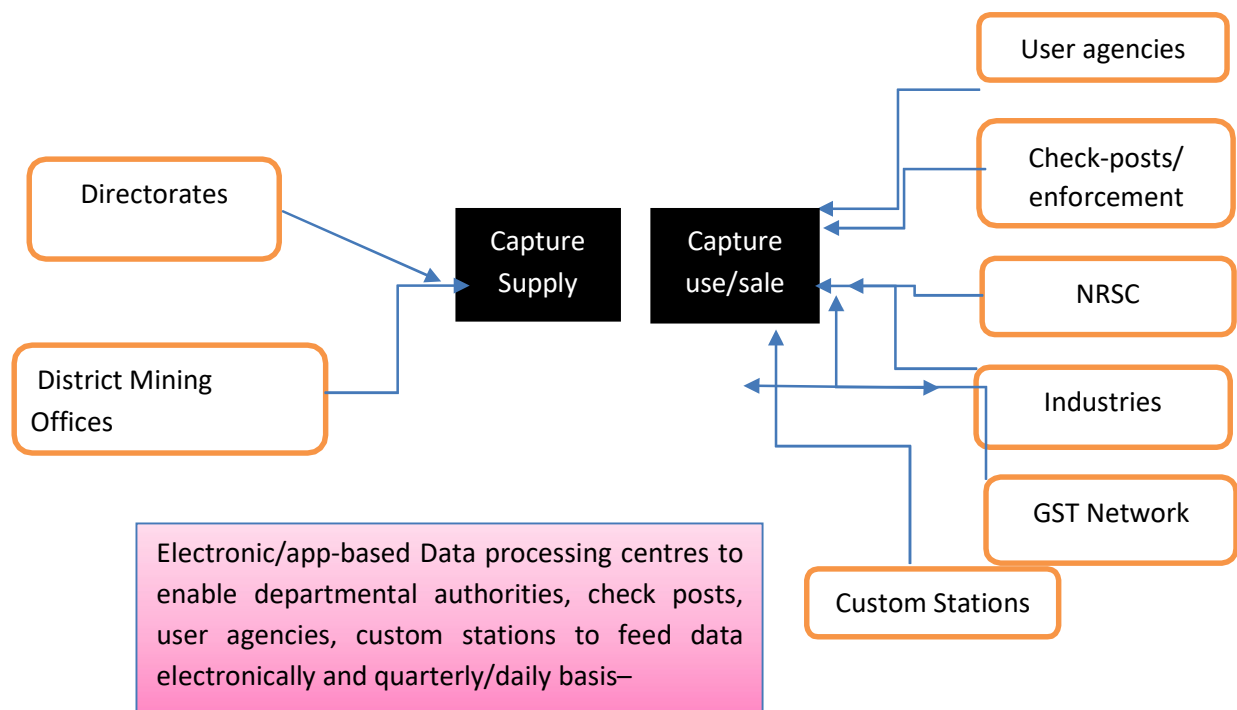 User agencies
Check-posts/
enforcement
Directorates
Capture
Supply
Capture
use/sale
NRSC
District Mining
Offices
Industries
GST Network
Custom Stations
Electronic/app-based Data processing centres to
enable departmental authorities, check posts,
user agencies, custom stations to feed data
electronically and quarterly/daily basis–